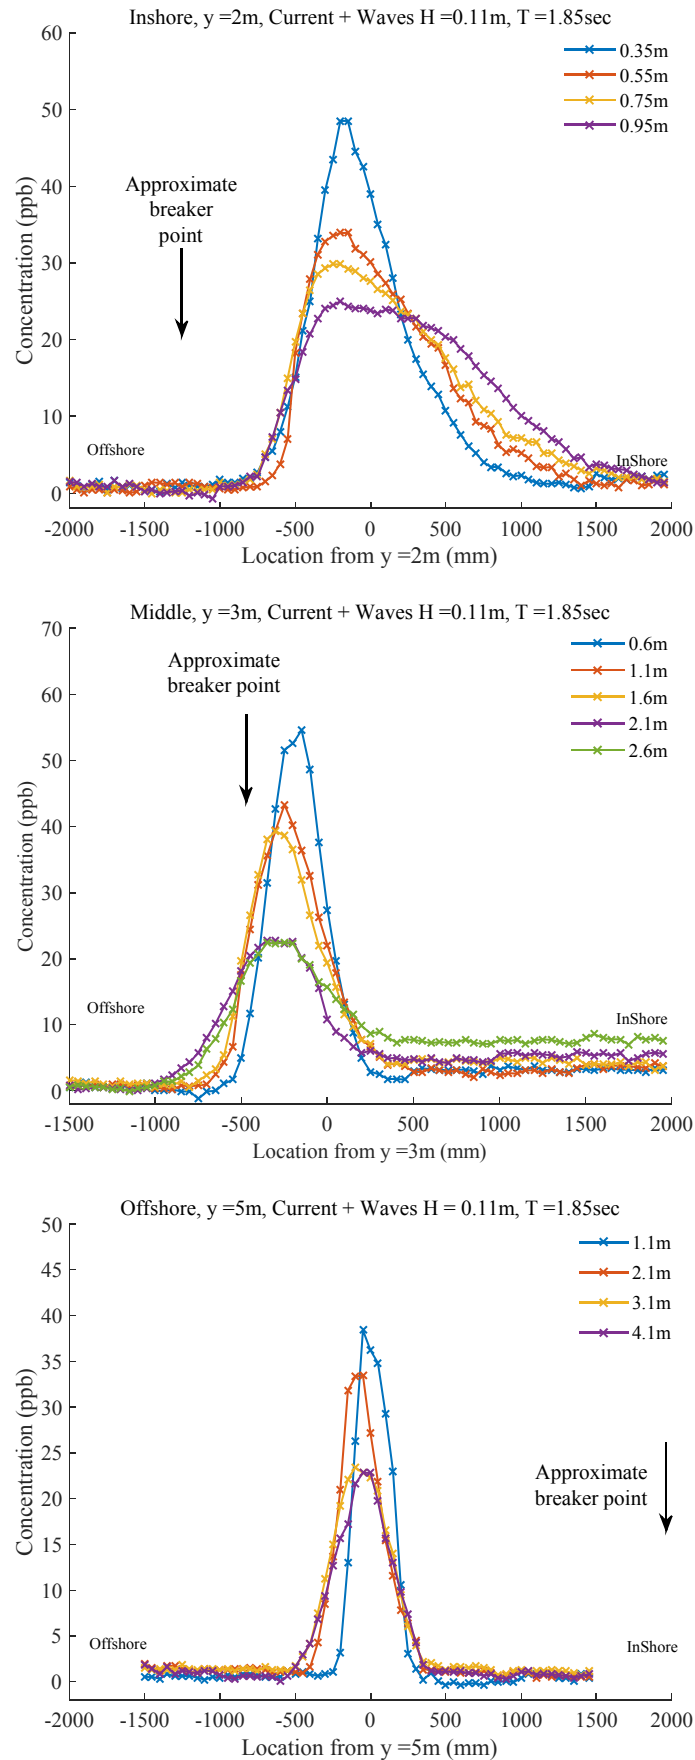 Inshore, y =2m, Current + Waves H =0.11m, T =1.85sec
60
50
40
30
20
10
0
Concentration (ppb)
0.35m
0.55m
0.75m
0.95m
Approximate
breaker
point
Offshore
InShore
-2000 -1500 -1000 -500 0 500 1000 1500 2000
Location from y =2m (mm)
Middle, y =3m, Current + Waves H =0.11m, T =1.85sec
70
60
50
40
30
20
10
0
Concentration (ppb)
0.6m
1.1m
1.6m
2.1m
2.6m
Approximate
breaker point
Offshore
InShore
-1500 -1000 -500 0 500 1000 1500 2000
Location from y =3m (mm)
Offshore, y =5m, Current + Waves H = 0.11m, T =1.85sec
50
45
40
35
30
25
20
15
10
5
0
Concentration (ppb)
1.1m
2.1m
3.1m
4.1m
Approximate
breaker point
Offshore
InShore
-2000 -1500 -1000 -500 0 500 1000 1500 2000
Location from y =5m (mm)